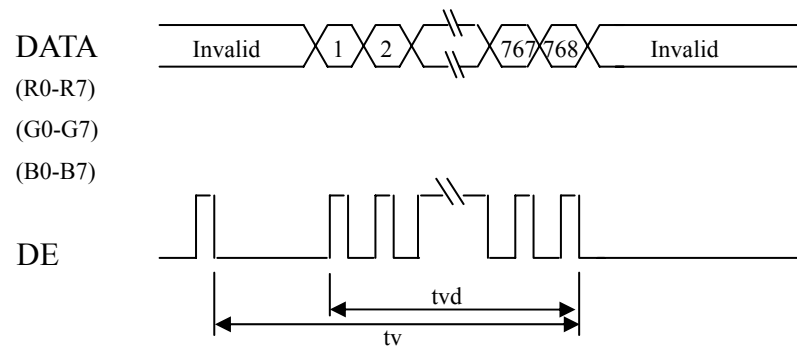 DATA Invalid 1 2 767 768 Invalid
(R0-R7)
(G0-G7)
(B0-B7)
DE
tvd
tv